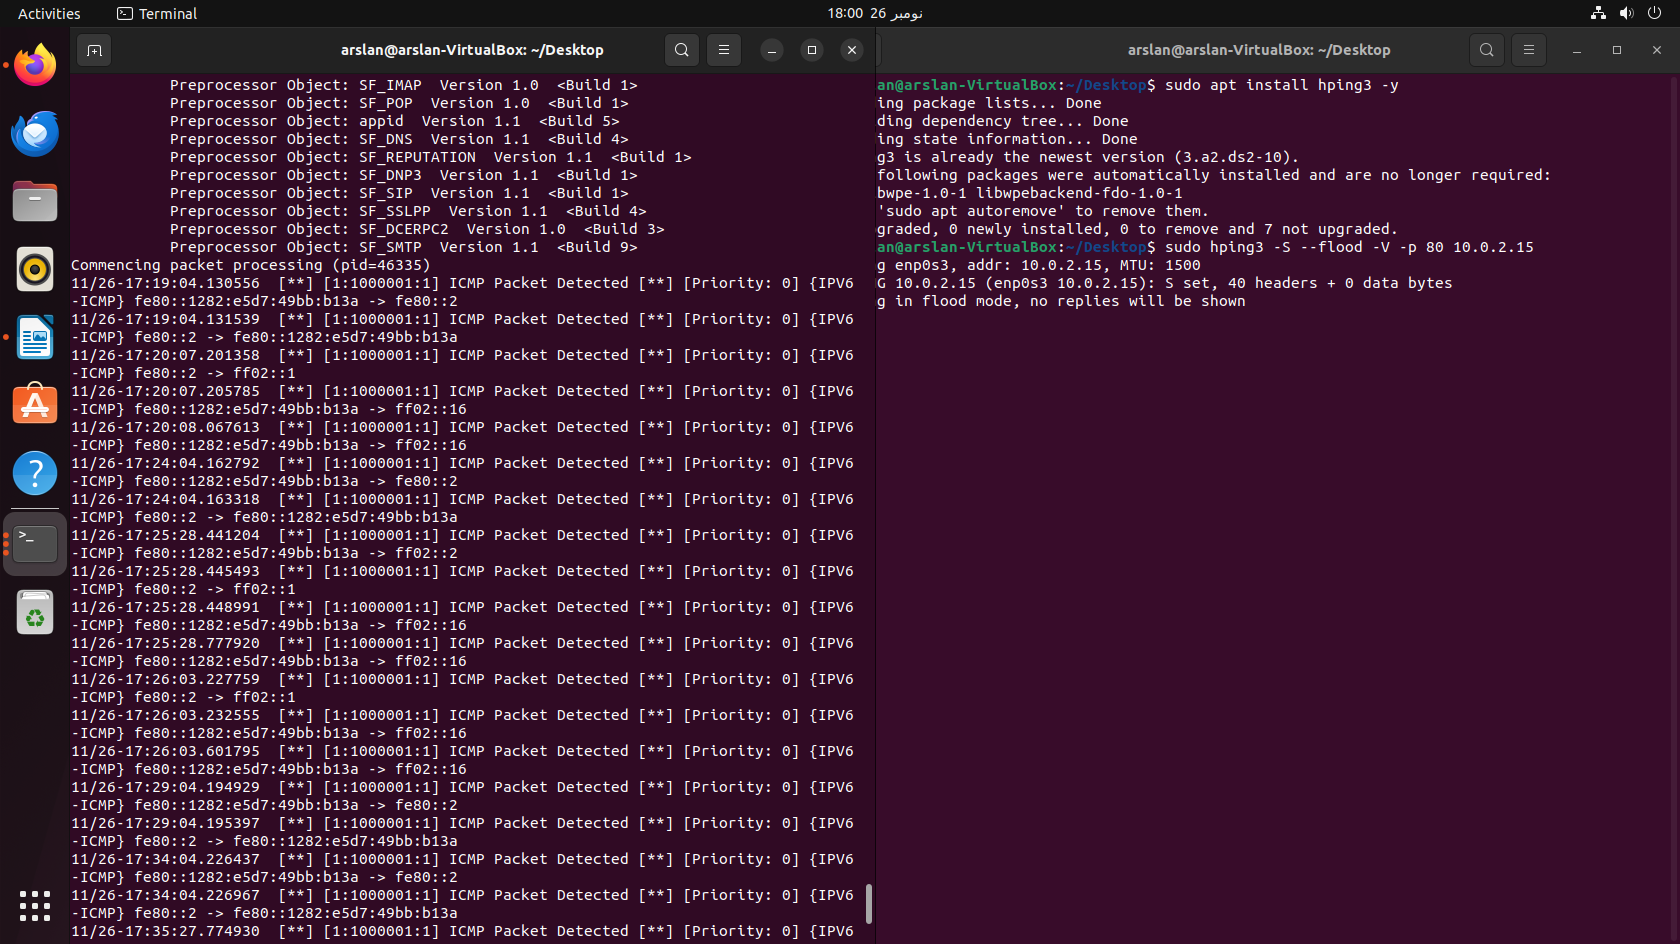 Activities
Terminal
نومبر 26  18:00
arslan@arslan-VirtualBox: ~/Desktop
Preprocessor Object: SF_IMAP  Version 1.0  <Build 1>
Preprocessor Object: SF_POP  Version 1.0  <Build 1>
Preprocessor Object: appid  Version 1.1  <Build 5>
Preprocessor Object: SF_DNS  Version 1.1  <Build 4>
Preprocessor Object: SF_REPUTATION  Version 1.1  <Build 1>
Preprocessor Object: SF_DNP3  Version 1.1  <Build 1>
Preprocessor Object: SF_SIP  Version 1.1  <Build 1>
Preprocessor Object: SF_SSLPP  Version 1.1  <Build 4>
Preprocessor Object: SF_DCERPC2  Version 1.0  <Build 3>
Preprocessor Object: SF_SMTP  Version 1.1  <Build 9>
Commencing packet processing (pid=46335)
11/26-17:19:04.130556  [**] [1:1000001:1] ICMP Packet Detected [**] [Priority: 0] {IPV6
-ICMP} fe80::1282:e5d7:49bb:b13a -> fe80::2
11/26-17:19:04.131539  [**] [1:1000001:1] ICMP Packet Detected [**] [Priority: 0] {IPV6
-ICMP} fe80::2 -> fe80::1282:e5d7:49bb:b13a
11/26-17:20:07.201358  [**] [1:1000001:1] ICMP Packet Detected [**] [Priority: 0] {IPV6
-ICMP} fe80::2 -> ff02::1
11/26-17:20:07.205785  [**] [1:1000001:1] ICMP Packet Detected [**] [Priority: 0] {IPV6
-ICMP} fe80::1282:e5d7:49bb:b13a -> ff02::16
11/26-17:20:08.067613  [**] [1:1000001:1] ICMP Packet Detected [**] [Priority: 0] {IPV6
-ICMP} fe80::1282:e5d7:49bb:b13a -> ff02::16
11/26-17:24:04.162792  [**] [1:1000001:1] ICMP Packet Detected [**] [Priority: 0] {IPV6
-ICMP} fe80::1282:e5d7:49bb:b13a -> fe80::2
11/26-17:24:04.163318  [**] [1:1000001:1] ICMP Packet Detected [**] [Priority: 0] {IPV6
-ICMP} fe80::2 -> fe80::1282:e5d7:49bb:b13a
11/26-17:25:28.441204  [**] [1:1000001:1] ICMP Packet Detected [**] [Priority: 0] {IPV6
-ICMP} fe80::1282:e5d7:49bb:b13a -> ff02::2
11/26-17:25:28.445493  [**] [1:1000001:1] ICMP Packet Detected [**] [Priority: 0] {IPV6
-ICMP} fe80::2 -> ff02::1
11/26-17:25:28.448991  [**] [1:1000001:1] ICMP Packet Detected [**] [Priority: 0] {IPV6
-ICMP} fe80::1282:e5d7:49bb:b13a -> ff02::16
11/26-17:25:28.777920  [**] [1:1000001:1] ICMP Packet Detected [**] [Priority: 0] {IPV6
-ICMP} fe80::1282:e5d7:49bb:b13a -> ff02::16
11/26-17:26:03.227759  [**] [1:1000001:1] ICMP Packet Detected [**] [Priority: 0] {IPV6
-ICMP} fe80::2 -> ff02::1
11/26-17:26:03.232555  [**] [1:1000001:1] ICMP Packet Detected [**] [Priority: 0] {IPV6
-ICMP} fe80::1282:e5d7:49bb:b13a -> ff02::16
11/26-17:26:03.601795  [**] [1:1000001:1] ICMP Packet Detected [**] [Priority: 0] {IPV6
-ICMP} fe80::1282:e5d7:49bb:b13a -> ff02::16
11/26-17:29:04.194929  [**] [1:1000001:1] ICMP Packet Detected [**] [Priority: 0] {IPV6
-ICMP} fe80::1282:e5d7:49bb:b13a -> fe80::2
11/26-17:29:04.195397  [**] [1:1000001:1] ICMP Packet Detected [**] [Priority: 0] {IPV6
-ICMP} fe80::2 -> fe80::1282:e5d7:49bb:b13a
11/26-17:34:04.226437  [**] [1:1000001:1] ICMP Packet Detected [**] [Priority: 0] {IPV6
-ICMP} fe80::1282:e5d7:49bb:b13a -> fe80::2
11/26-17:34:04.226967  [**] [1:1000001:1] ICMP Packet Detected [**] [Priority: 0] {IPV6
-ICMP} fe80::2 -> fe80::1282:e5d7:49bb:b13a
11/26-17:35:27.774930  [**] [1:1000001:1] ICMP Packet Detected [**] [Priority: 0] {IPV6
arslan@arslan-VirtualBox: ~/Desktop
an@arslan-VirtualBox:~/Desktop$ sudo apt install hping3 -y
ing package lists... Done
ding dependency tree... Done
ing state information... Done
g3 is already the newest version (3.a2.ds2-10).
following packages were automatically installed and are no longer required:
bwpe-1.0-1 libwpebackend-fdo-1.0-1
'sudo apt autoremove' to remove them.
graded, 0 newly installed, 0 to remove and 7 not upgraded.
an@arslan-VirtualBox:~/Desktop$ sudo hping3 -S --flood -V -p 80 10.0.2.15
g enp0s3, addr: 10.0.2.15, MTU: 1500
G 10.0.2.15 (enp0s3 10.0.2.15): S set, 40 headers + 0 data bytes
g in flood mode, no replies will be shown